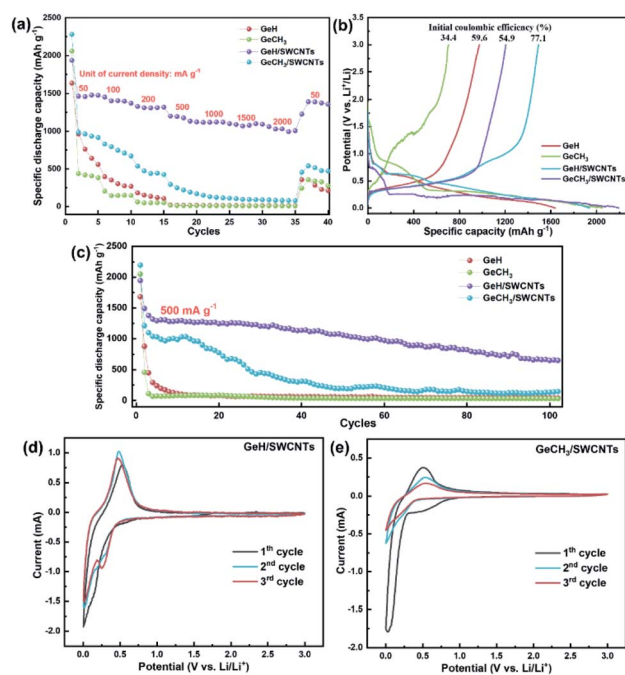 (a)
GeH
GeCH3
GeH/SWCNTs
GeCH3/SWCNTs
Unit of current density: mA g-1
50 100 200 500 1000 1500 2000 50
2500
2000
1500
1000
500
0
Specific discharge capacity (mAh g-1)
0 5 10 15 20 25 30 35 40
Cycles
(b)
Initial coulombic efficiency (%)
34.4 59.6 54.9 77.1
GeH
GeCH3
GeH/SWCNTs
GeCH3/SWCNTs
3.5
3.0
2.5
2.0
1.5
1.0
0.5
0.0
Potential (V vs. Li+/Li)
0 400 800 1200 1600 2000
Specific capacity (mAh g-1)
(c)
GeH
GeCH3
GeH/SWCNTs
GeCH3/SWCNTs
500 mA g-1
2500
2000
1500
1000
500
0
Specific discharge capacity (mAh g-1)
0 20 40 60 80 100
Cycles
(d)
GeH/SWCNTs
1th cycle
2nd cycle
3rd cycle
1.0
0.5
0.0
-0.5
-1.0
-1.5
-2.0
Current (mA)
0.0 0.5 1.0 1.5 2.0 2.5 3.0
Potential (V vs. Li/Li+)
(e)
GeCH3/SWCNTs
1th cycle
2nd cycle
3rd cycle
1.0
0.5
0.0
-0.5
-1.0
-1.5
-2.0
Current (mA)
0.0 0.5 1.0 1.5 2.0 2.5 3.0
Potential (V vs. Li/Li+)